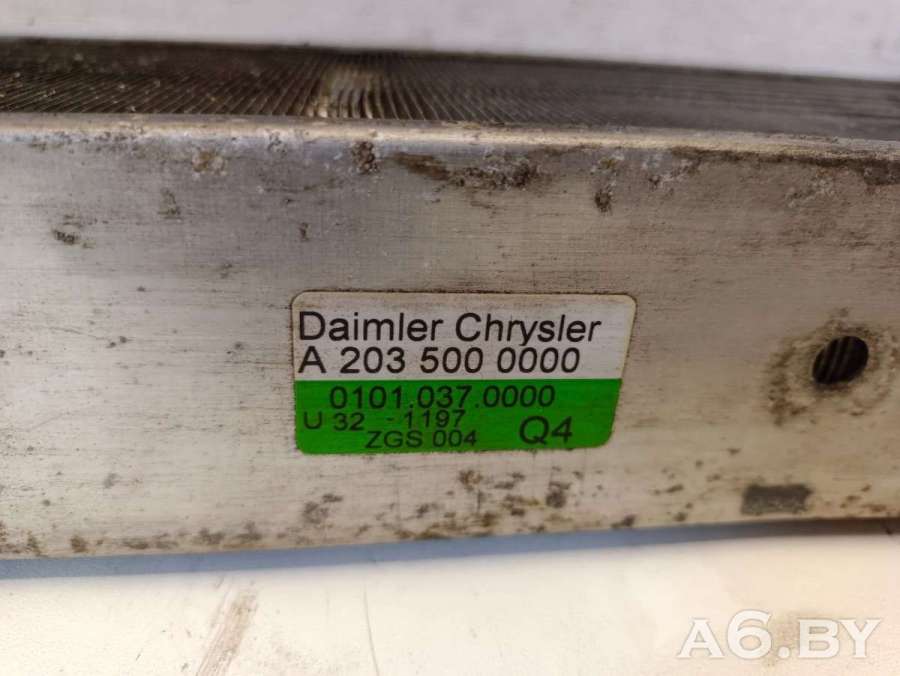 Daimler Chrysler
A 203 500 0000
0101.037.0000
U 32 - 1197
ZGS 004 Q4
A6.BY